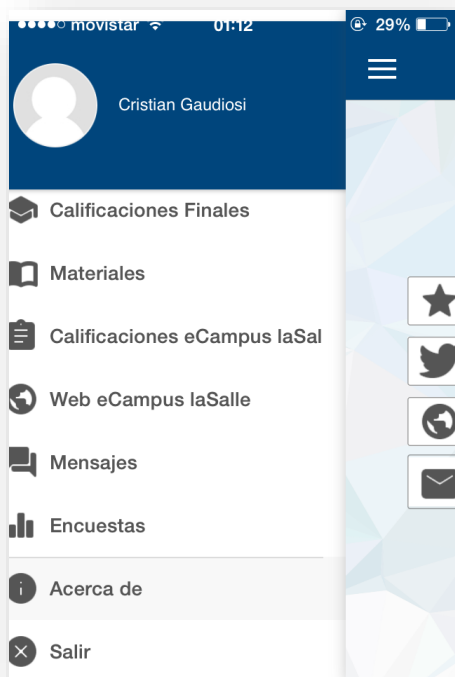 movistar 01:12 29%
Cristian Gaudiosi
Calificaciones Finales
Materiales
Calificaciones eCampus laSal
Web eCampus laSalle
Mensajes
Encuestas
Acerca de
Salir